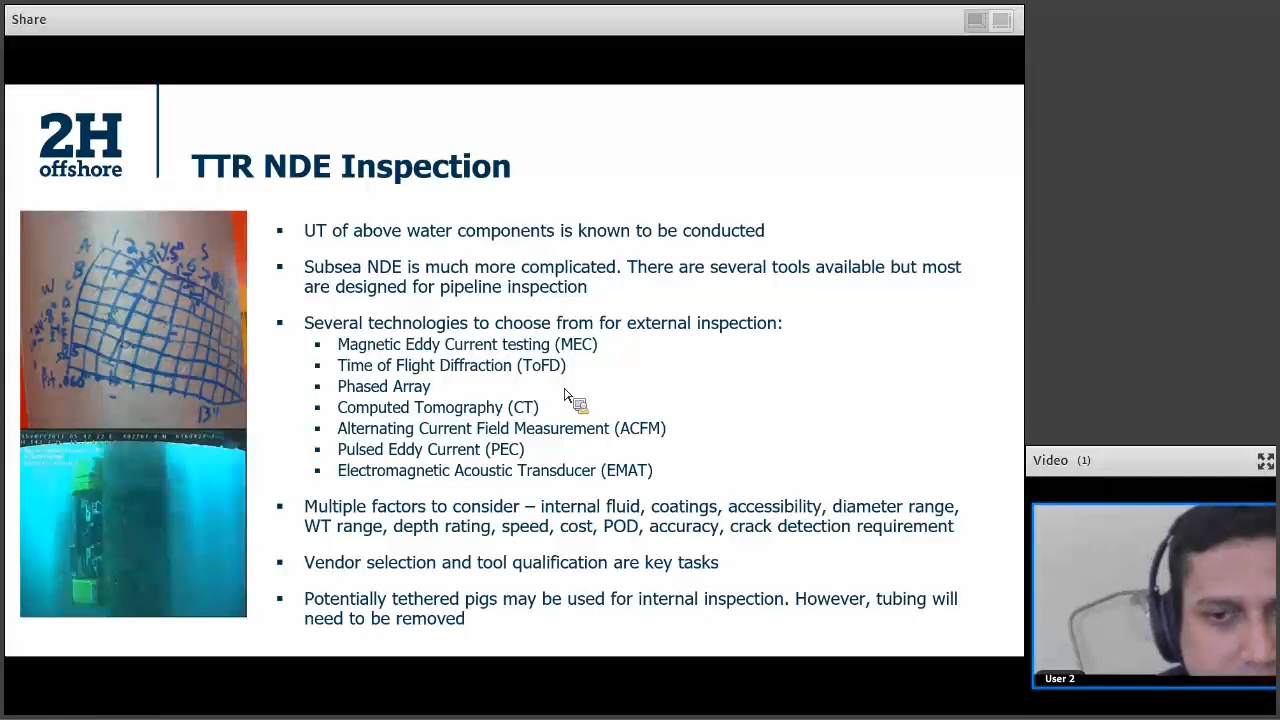 Share
2H
offshore
TTR NDE Inspection
UT of above water components is known to be conducted
Subsea NDE is much more complicated. There are several tools available but most
are designed for pipeline inspection
Several technologies to choose from for external inspection:
Magnetic Eddy Current testing (MEC)
Time of Flight Diffraction (ToFD)
Phased Array
Computed Tomography (CT)
Alternating Current Field Measurement (ACFM)
Pulsed Eddy Current (PEC)
Electromagnetic Acoustic Transducer (EMAT)
Multiple factors to consider – internal fluid, coatings, accessibility, diameter range,
WT range, depth rating, speed, cost, POD, accuracy, crack detection requirement
Vendor selection and tool qualification are key tasks
Potentially tethered pigs may be used for internal inspection. However, tubing will
need to be removed
Video (1)
User 2